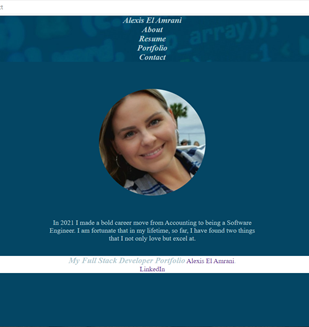 Alexis El Amrani
About
Resume
Portfolio
Contact
In 2021 I made a bold career move from Accounting to being a Software
Engineer. I am fortunate that in my lifetime, so far, I have found two things
that I not only love but excel at.
My Full Stack Developer Portfolio Alexis El Amrani
LinkedIn